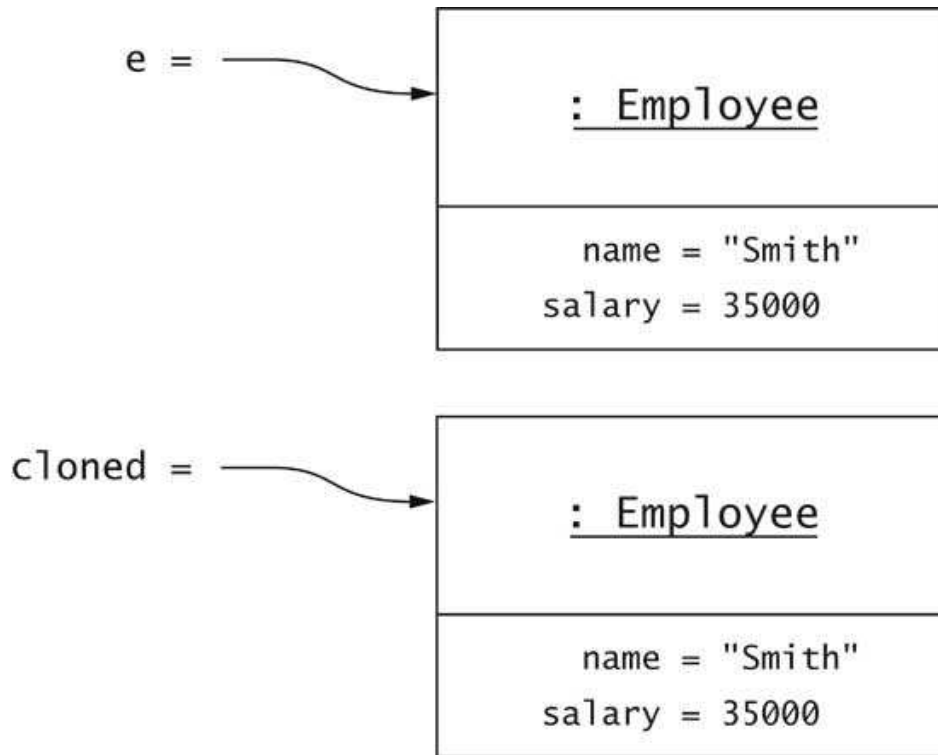 e =
: Employee
name = "Smith"
salary = 35000
cloned =
: Employee
name = "Smith"
salary = 35000